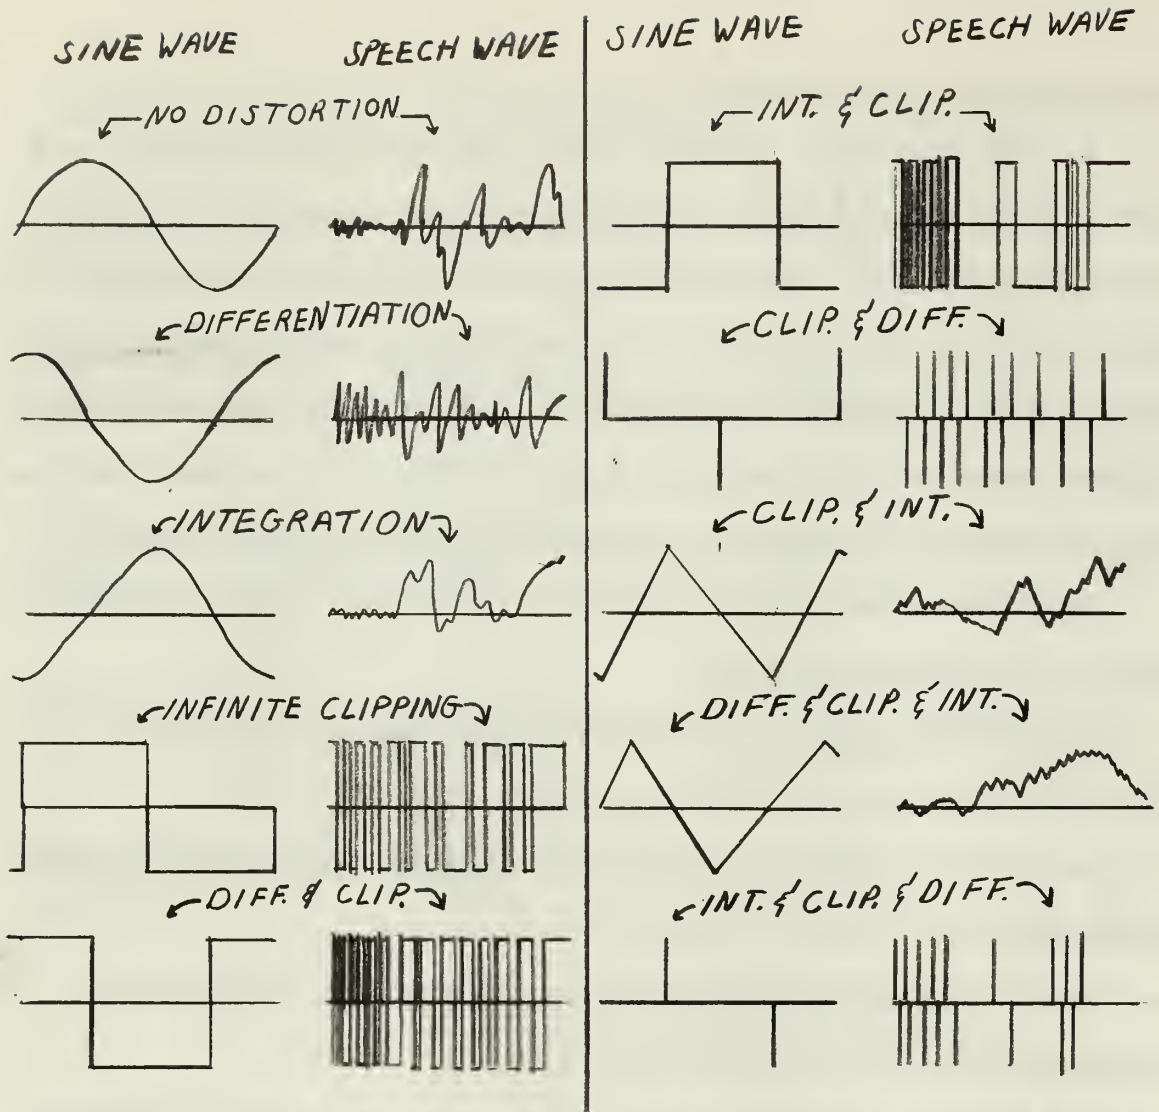 SINE WAVE
SPEECH WAVE
NO DISTORTION
DIFFERENTIATION
INTEGRATION
INFINITE CLIPPING
DIFF. & CLIP.
SINE WAVE
SPEECH WAVE
INT. & CLIP.
CLIP. & DIFF.
CLIP. & INT.
DIFF. & CLIP. & INT.
INT. & CLIP. & DIFF.